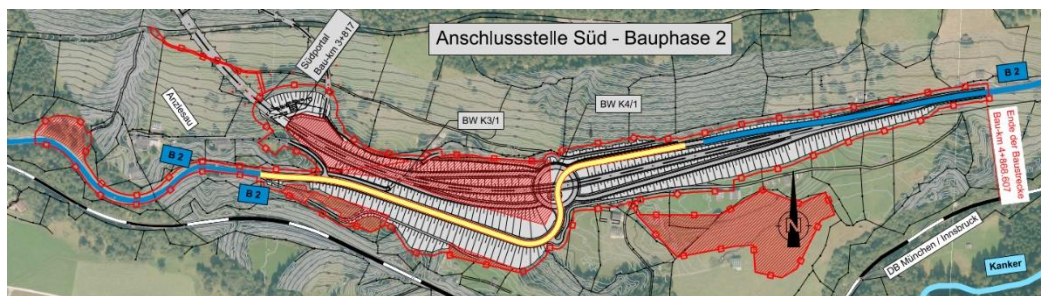 Anschlussstelle Süd - Bauphase 2
Südportal
Bau-km 3+817
Anzlesau
BW K3/1
BW K4/1
B 2
B 2
B 2
Ende der Baustrecke
Bau-km 4+868.607
N
DB München / Innsbruck
Kanker